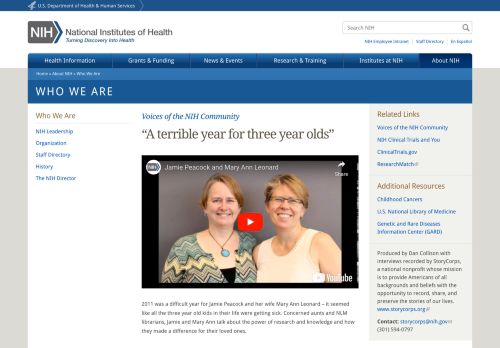 U.S. Department of Health & Human Services
NIH
National Institutes of Health
Turning Discovery Into Health
Search NIH
NIH Employee Intranet | Staff Directory | En Español
Health Information
Grants & Funding
News & Events
Research & Training
Institutes at NIH
About NIH
Home » About NIH » Who We Are
WHO WE ARE
Who We Are
NIH Leadership
Organization
Staff Directory
History
The NIH Director
Voices of the NIH Community
“A terrible year for three year olds”
NIH
Jamie Peacock and Mary Ann Leonard
Share
YouTube
2011 was a difficult year for Jamie Peacock and her wife Mary Ann Leonard – it seemed
like all the three year old kids in their life were getting sick. Concerned aunts and NLM
librarians, Jamie and Mary Ann talk about the power of research and knowledge and how
they made a difference for their loved ones.
Related Links
Voices of the NIH Community
NIH Clinical Trials and You
ClinicalTrials.gov
ResearchMatch
Additional Resources
Childhood Cancers
U.S. National Library of Medicine
Genetic and Rare Diseases
Information Center (GARD)
Produced by Dan Collison with
interviews recorded by StoryCorps,
a national nonprofit whose mission
is to provide Americans of all
backgrounds and beliefs with the
opportunity to record, share, and
preserve the stories of our lives.
www.storycorps.org
Contact: storycorps@nih.gov
(301) 594-0797